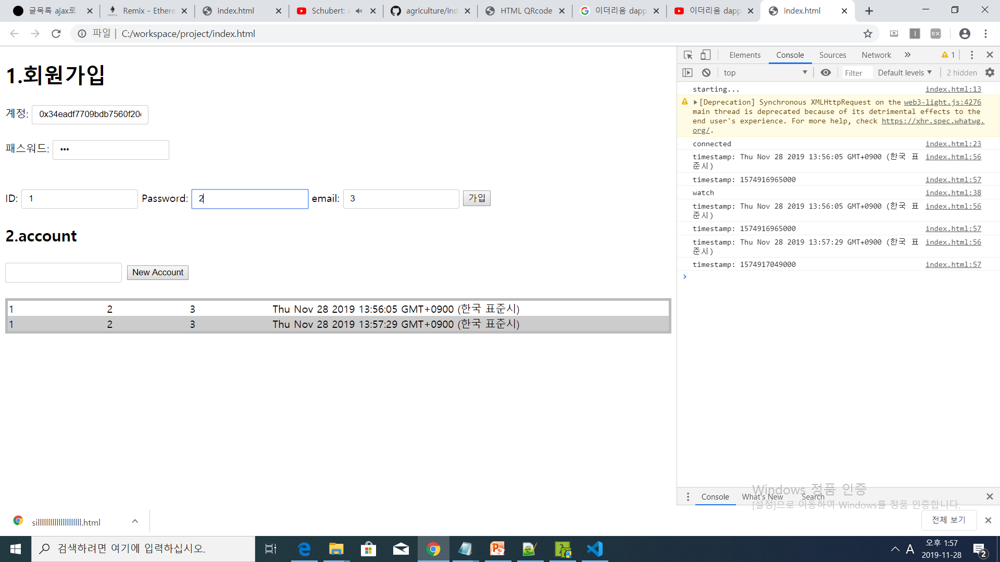 글목록 ajax로
Remix - Ethere
index.html
Schubert: A
agriculture/ind
HTML QRcode
이더리움 dapp
이더리움 dapp
index.html
파일 | C:/workspace/project/index.html
1.회원가입
계정: 0x34eadf7709bdb7560f20
패스워드: •••
ID: 1 Password: 2 email: 3 가입
2.account
New Account
1 2 3 Thu Nov 28 2019 13:56:05 GMT+0900 (한국 표준시)
1 2 3 Thu Nov 28 2019 13:57:29 GMT+0900 (한국 표준시)
Elements Console Sources Network » 1
top Filter Default levels 2 hidden
starting... index.html:13
[Deprecation] Synchronous XMLHttpRequest on the web3-light.js:4276
main thread is deprecated because of its detrimental effects to the
end user's experience. For more help, check https://xhr.spec.whatwg.
org/.
connected index.html:23
timestamp: Thu Nov 28 2019 13:56:05 GMT+0900 (한국 표 index.html:56
준시)
timestamp: 1574916965000 index.html:57
watch index.html:38
timestamp: Thu Nov 28 2019 13:56:05 GMT+0900 (한국 표 index.html:56
준시)
timestamp: 1574916965000 index.html:57
timestamp: Thu Nov 28 2019 13:57:29 GMT+0900 (한국 표 index.html:56
준시)
timestamp: 1574917049000 index.html:57
Console What's New Search
Windows 정품 인증
[설정]으로 이동하여 Windows를 정품 인증합니다.
전체 보기
검색하려면 여기에 입력하십시오.
A
오후 1:57
2019-11-28
2